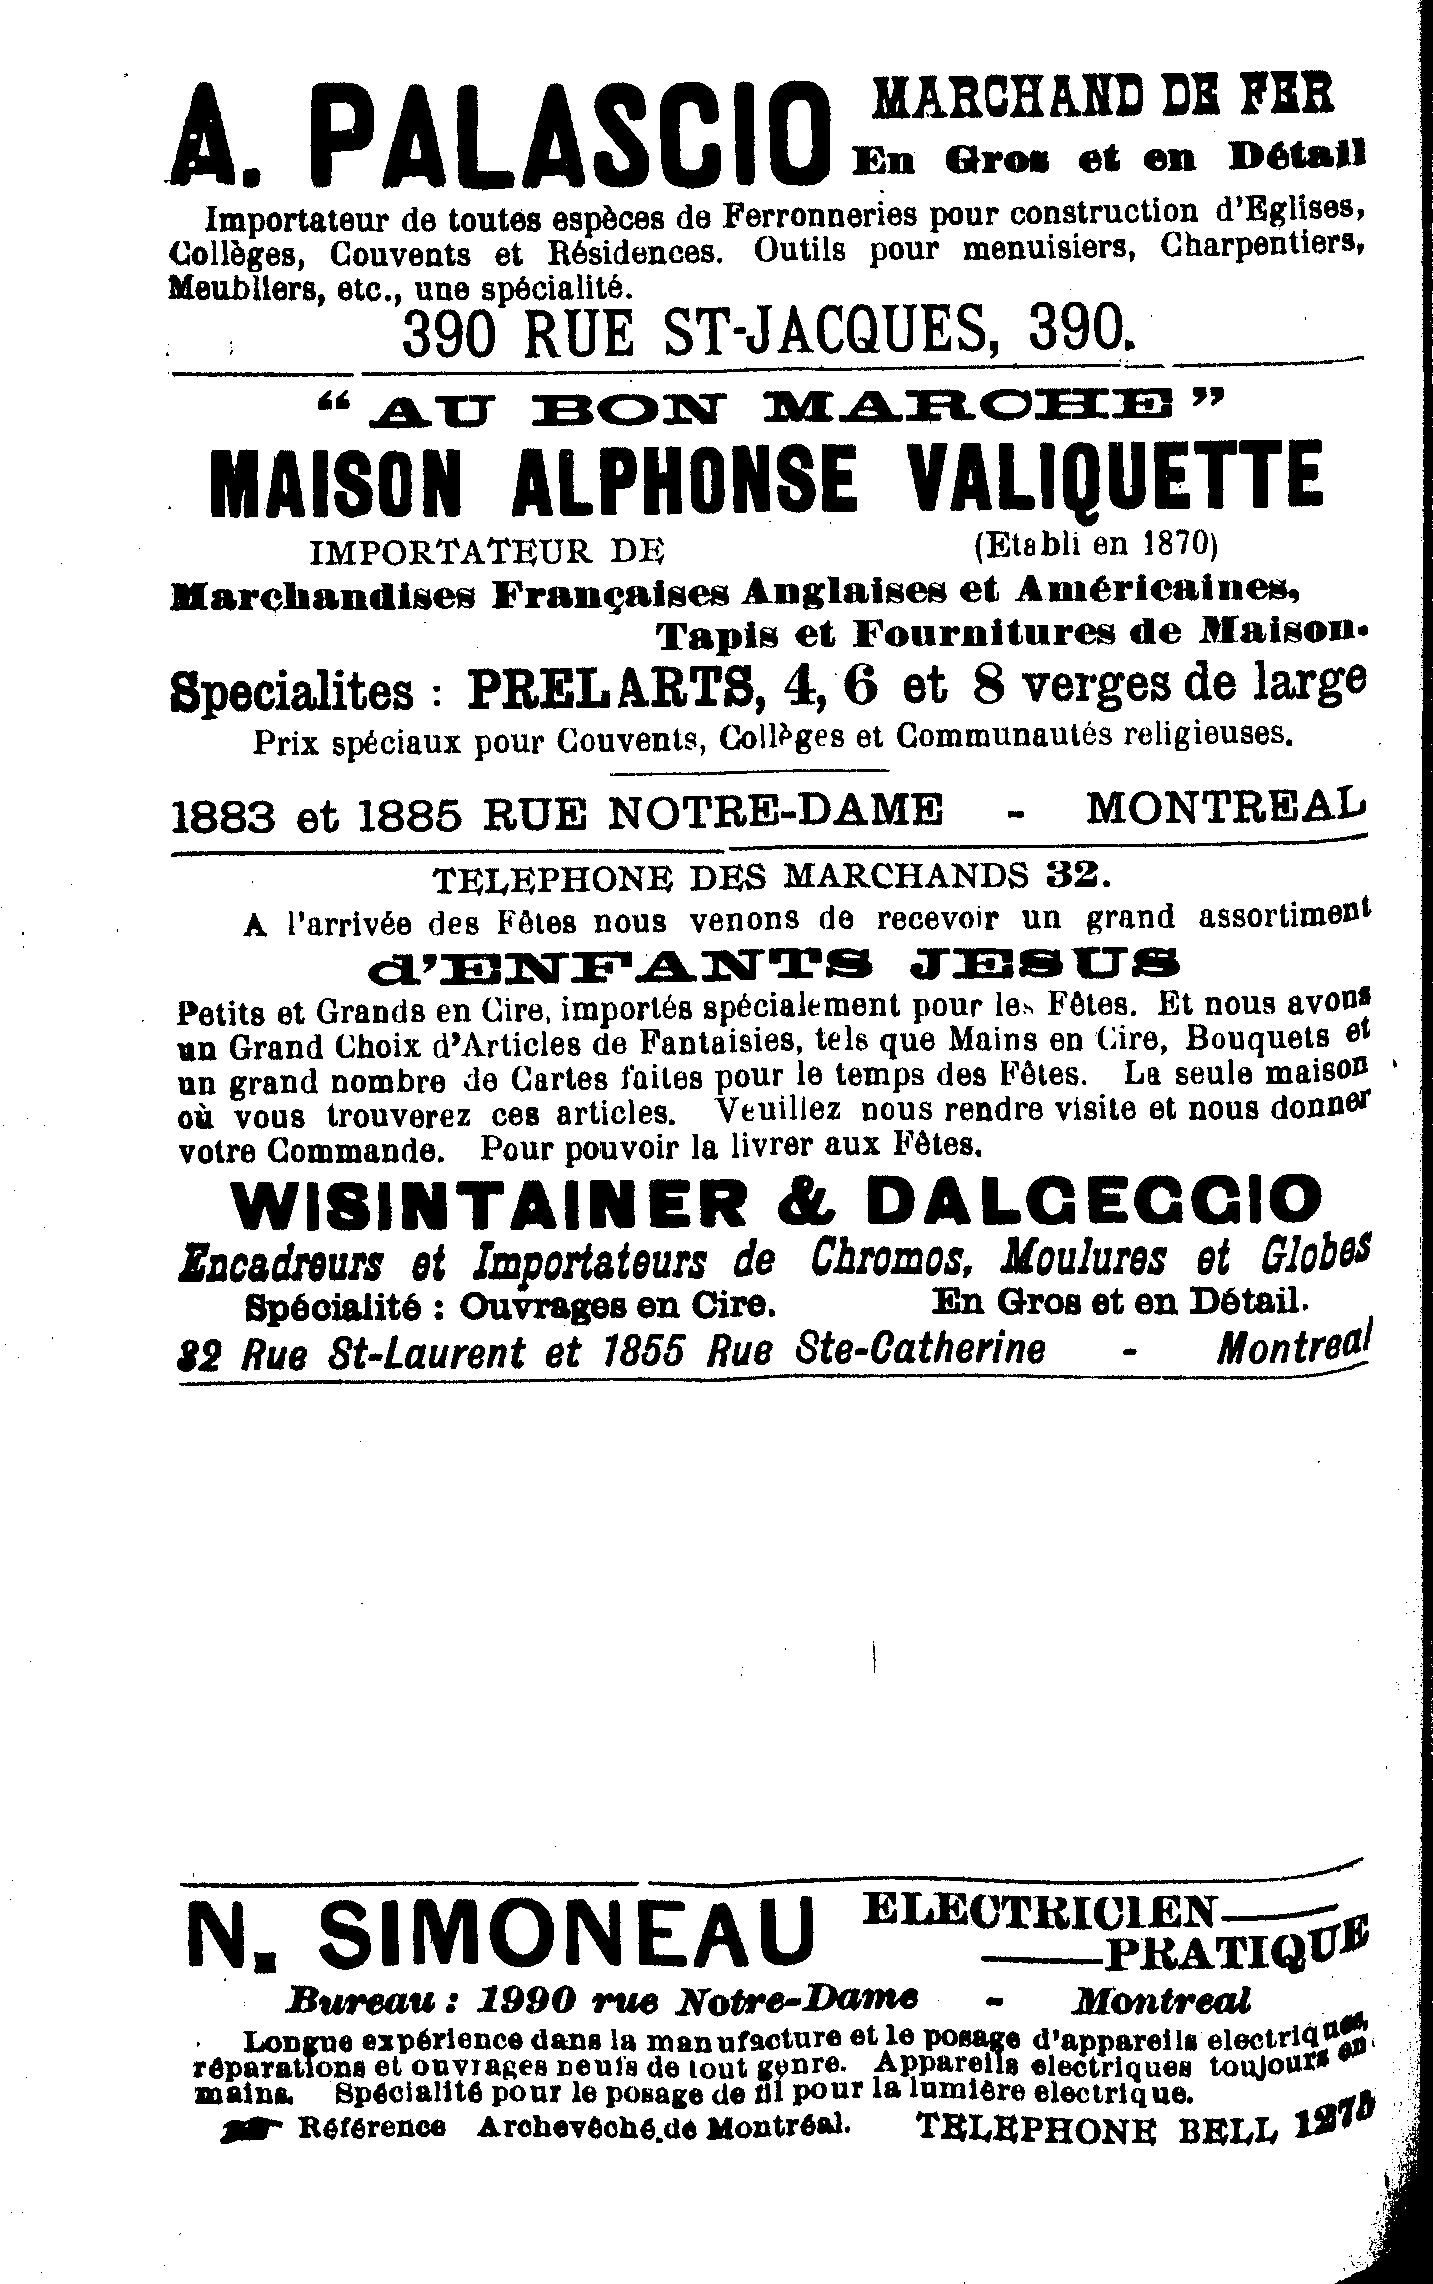 A. PALASCIO MARCHAND DE FER
En Gros et en Détail
Importateur de toutes espèces de Ferronneries pour construction d'Eglises,
Collèges, Couvents et Résidences. Outils pour menuisiers, Charpentiers,
Meubliers, etc., une spécialité.
390 RUE ST-JACQUES, 390.
“ AU BON MARCHE ”
MAISON ALPHONSE VALIQUETTE
IMPORTATEUR DE (Etabli en 1870)
Marchandises Françaises Anglaises et Américaines,
Tapis et Fournitures de Maison.
Specialites : PRELARTS, 4, 6 et 8 verges de large
Prix spéciaux pour Couvents, Collèges et Communautés religieuses.
1883 et 1885 RUE NOTRE-DAME - MONTREAL
TELEPHONE DES MARCHANDS 32.
A l'arrivée des Fêtes nous venons de recevoir un grand assortiment
d'ENFANTS JESUS
Petits et Grands en Cire, importés spécialement pour les Fêtes. Et nous avons
un Grand Choix d'Articles de Fantaisies, tels que Mains en Cire, Bouquets et
un grand nombre de Cartes faites pour le temps des Fêtes. La seule maison
où vous trouverez ces articles. Veuillez nous rendre visite et nous donner
votre Commande. Pour pouvoir la livrer aux Fêtes.
WISINTAINER & DALGEGGIO
Encadreurs et Importateurs de Chromos, Moulures et Globes
Spécialité : Ouvrages en Cire. En Gros et en Détail.
Rue St-Laurent et 1855 Rue Ste-Catherine - Montreal
N. SIMONEAU ELECTRICIEN
PRATIQUE
Bureau : 1990 rue Notre-Dame - Montreal
Longue expérience dans la manufacture et le posage d'appareils electriques,
réparations et ouvrages neufs de tout genre. Appareils electriques toujours en
mains. Spécialité pour le posage de fil pour la lumière electrique.
Référence Archevêché de Montréal. TELEPHONE BELL